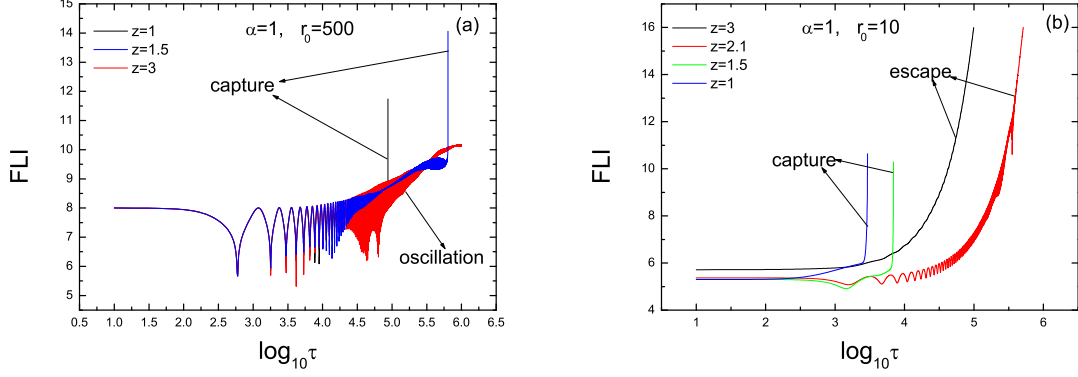 (a)
α=1, r₀=500
z=1
z=1.5
z=3
capture
oscillation
FLI
15
14
13
12
11
10
9
8
7
6
5
0.5 1.0 1.5 2.0 2.5 3.0 3.5 4.0 4.5 5.0 5.5 6.0 6.5
log₁₀τ
(b)
α=1, r₀=10
z=3
z=2.1
z=1.5
z=1
escape
capture
FLI
16
14
12
10
8
6
4
1 2 3 4 5 6
log₁₀τ